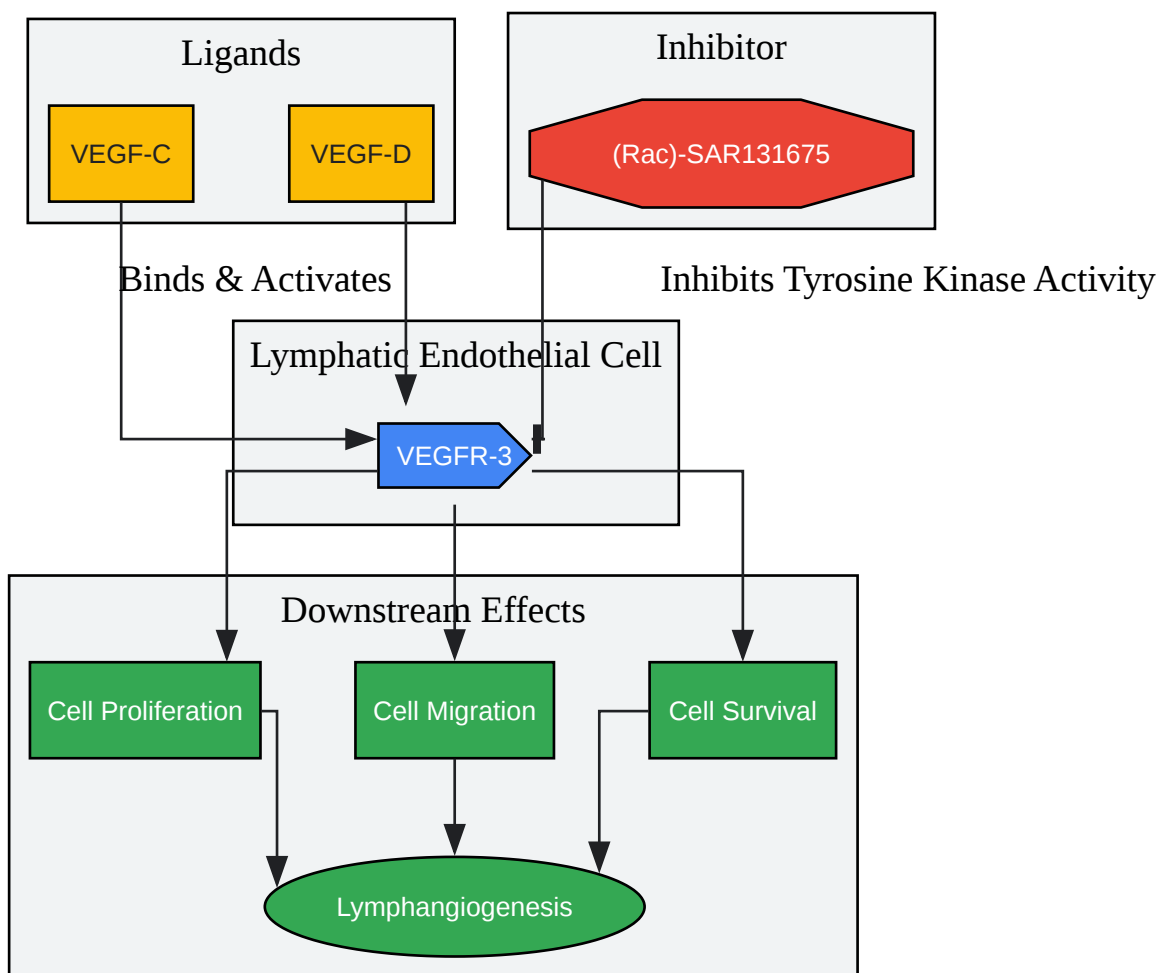 Ligands
Inhibitor
VEGF-C
VEGF-D
(Rac)-SAR131675
Binds & Activates
Inhibits Tyrosine Kinase Activity
Lymphatic Endothelial Cell
VEGFR-3
Downstream Effects
Cell Proliferation
Cell Migration
Cell Survival
Lymphangiogenesis